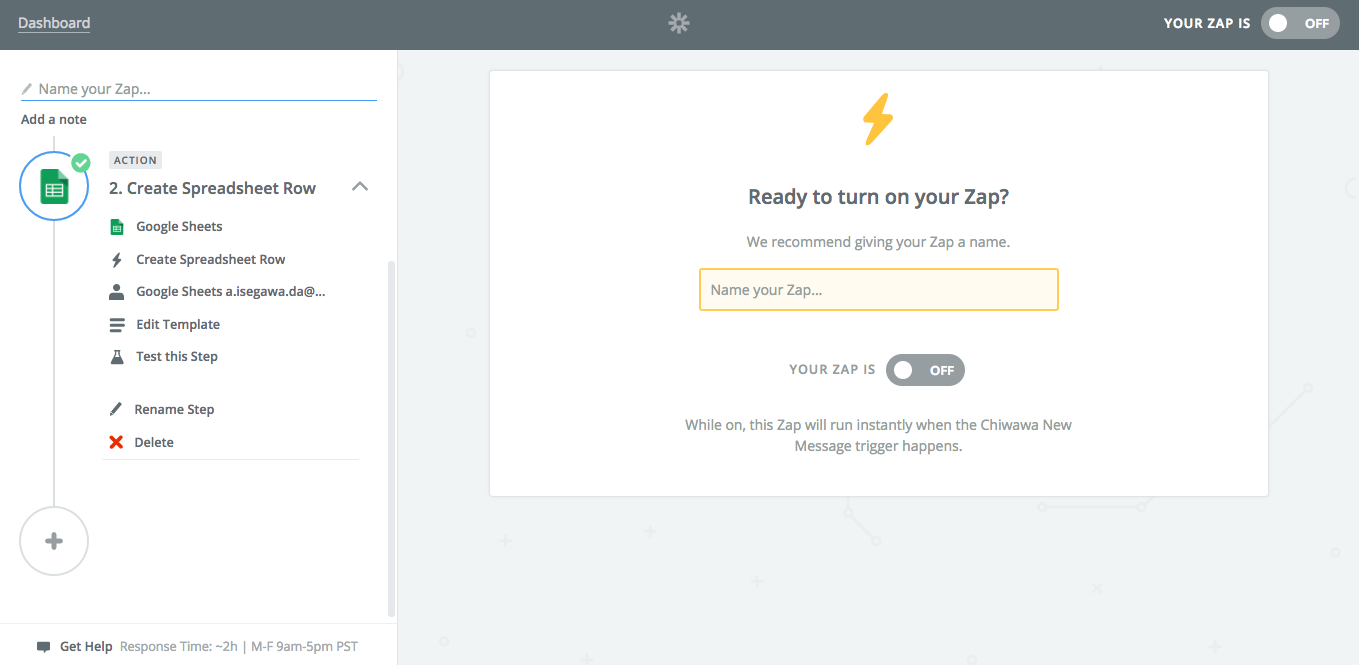 Dashboard
YOUR ZAP IS OFF
Name your Zap...
Add a note
ACTION
2. Create Spreadsheet Row
Google Sheets
Create Spreadsheet Row
Google Sheets a.isegawa.da@...
Edit Template
Test this Step
Rename Step
Delete
Get Help Response Time: ~2h | M-F 9am-5pm PST
Ready to turn on your Zap?
We recommend giving your Zap a name.
Name your Zap...
YOUR ZAP IS OFF
While on, this Zap will run instantly when the Chiwawa New
Message trigger happens.